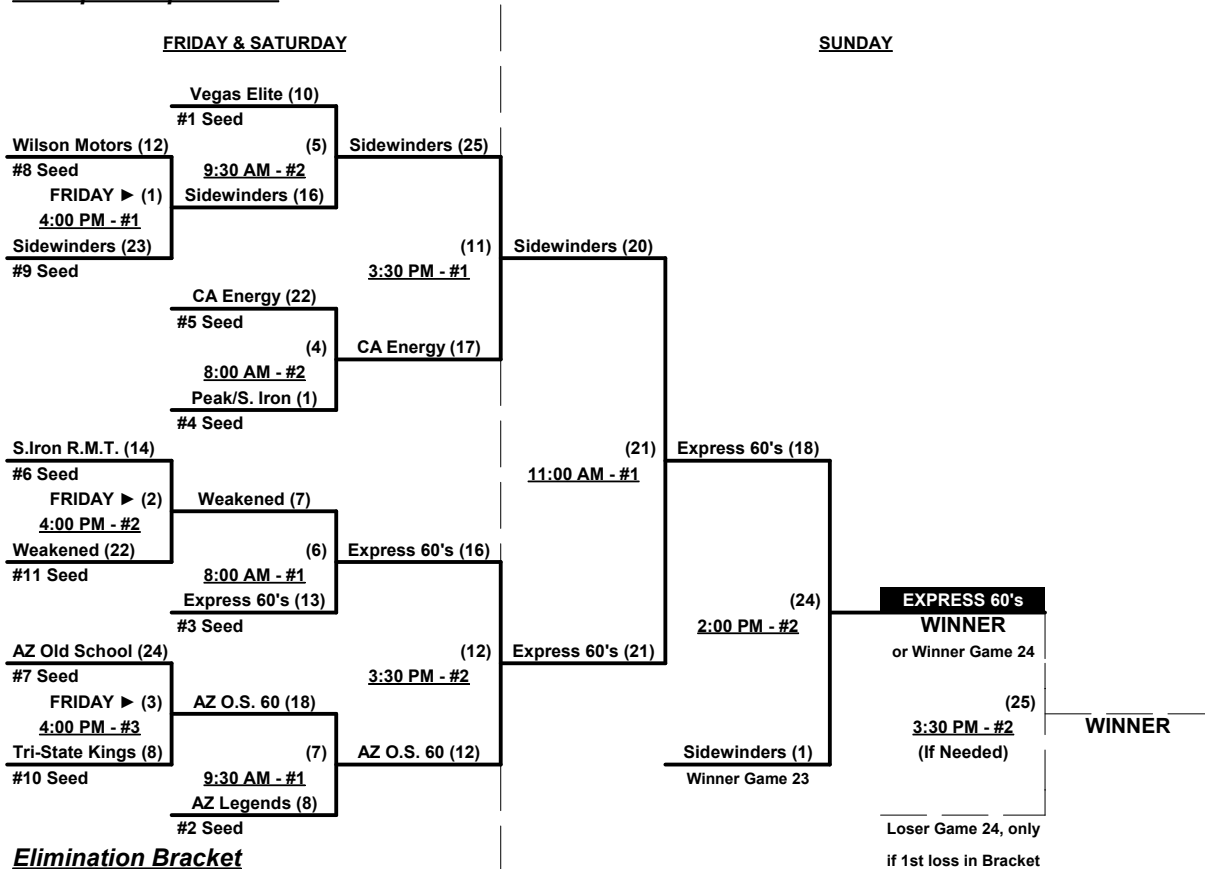 FRIDAY & SATURDAY
SUNDAY
Vegas Elite (10)
#1 Seed
Wilson Motors (12)
(5)
Sidewinders (25)
#8 Seed
9:30 AM - #2
FRIDAY ► (1)
Sidewinders (16)
4:00 PM - #1
Sidewinders (23)
(11)
Sidewinders (20)
#9 Seed
3:30 PM - #1
CA Energy (22)
#5 Seed
(4)
CA Energy (17)
8:00 AM - #2
Peak/S. Iron (1)
#4 Seed
S.Iron R.M.T. (14)
(21)
Express 60's (18)
#6 Seed
11:00 AM - #1
FRIDAY ► (2)
Weakened (7)
4:00 PM - #2
Weakened (22)
(6)
Express 60's (16)
#11 Seed
8:00 AM - #1
Express 60's (13)
(24)
EXPRESS 60's
#3 Seed
2:00 PM - #2
WINNER
or Winner Game 24
AZ Old School (24)
(12)
Express 60's (21)
#7 Seed
3:30 PM - #2
FRIDAY ► (3)
AZ O.S. 60 (18)
(25)
4:00 PM - #3
3:30 PM - #2
WINNER
Tri-State Kings (8)
(7)
AZ O.S. 60 (12)
Sidewinders (1)
(If Needed)
#10 Seed
9:30 AM - #1
Winner Game 23
AZ Legends (8)
#2 Seed
Loser Game 24, only
Elimination Bracket
if 1st loss in Bracket